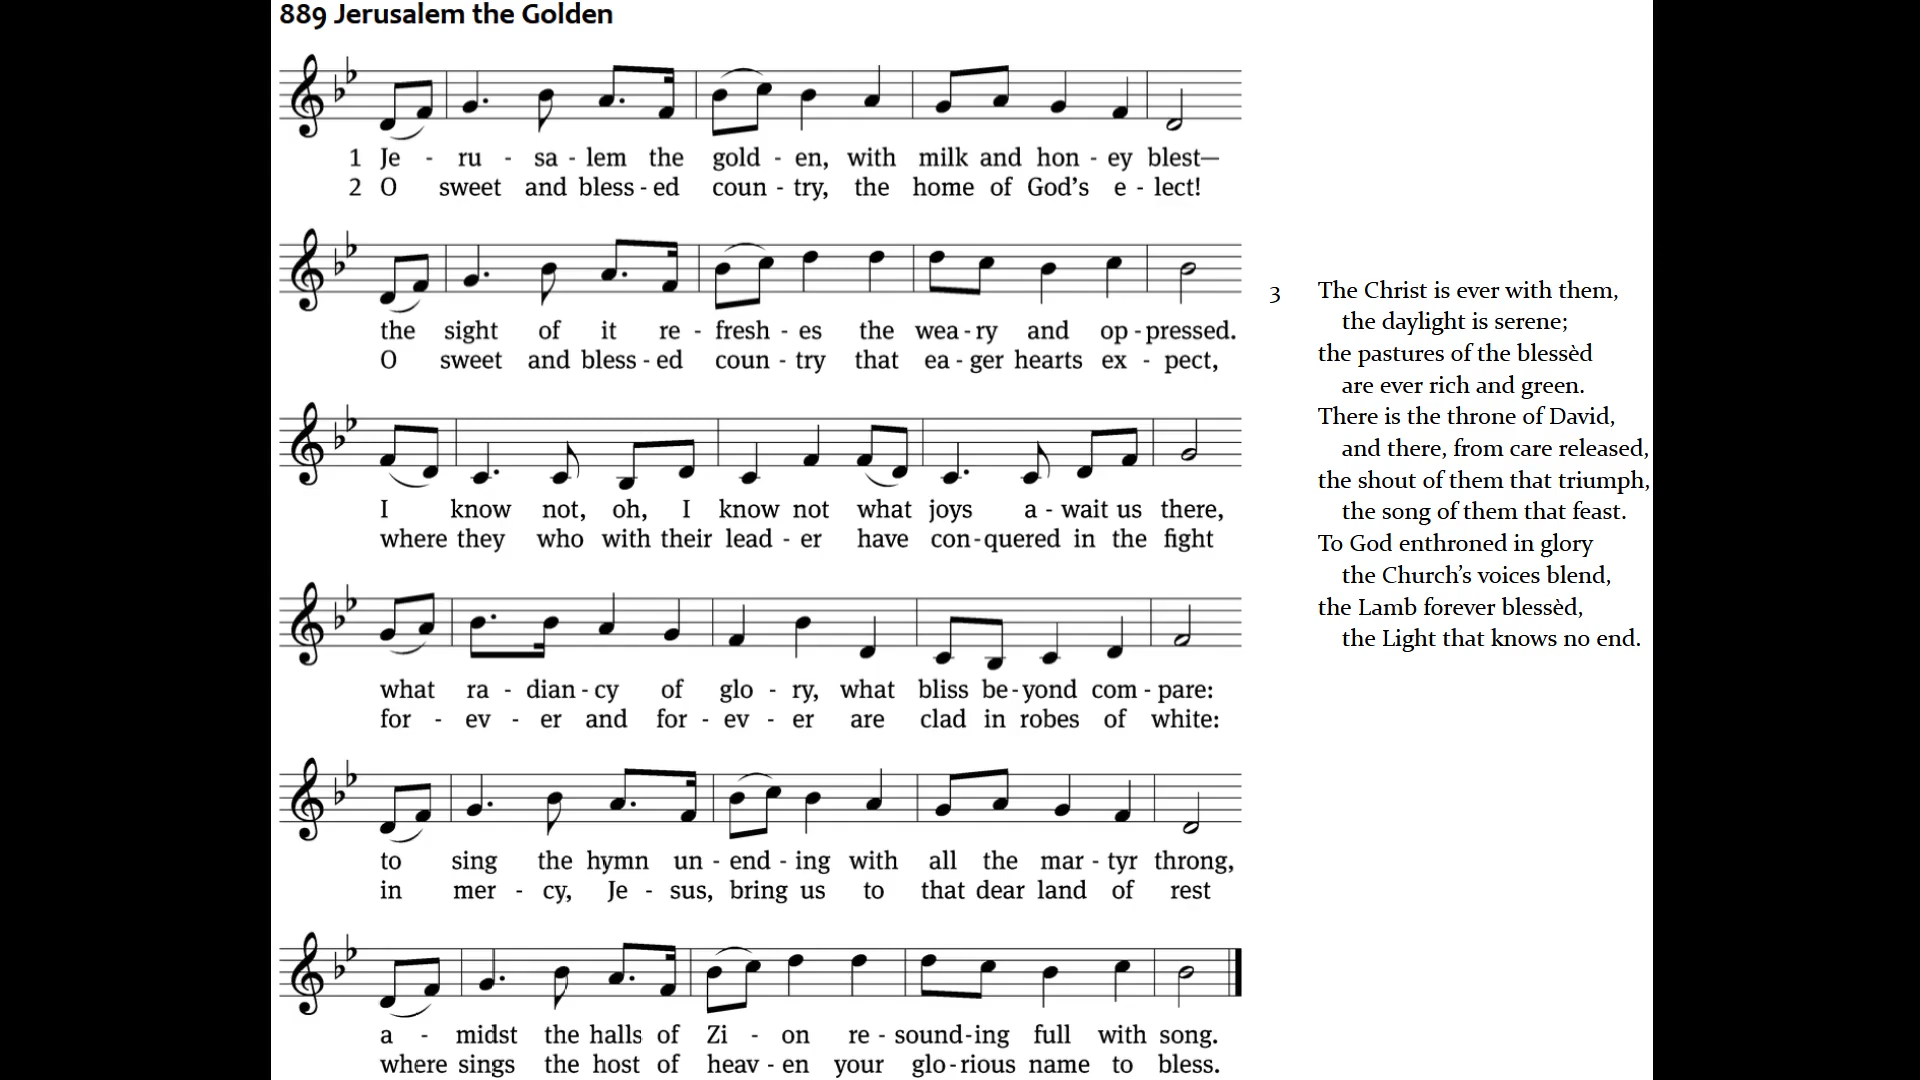 889 Jerusalem the Golden
1 Je - ru - sa - lem the gold - en, with milk and hon - ey blest—
2 O sweet and bless - ed coun - try, the home of God's e - lect!
the sight of it re - fresh - es the wea - ry and op - pressed.
O sweet and bless - ed coun - try that ea - ger hearts ex - pect,
I know not, oh, I know not what joys a - wait us there,
where they who with their lead - er have con - quered in the fight
what ra - dian - cy of glo - ry, what bliss be - yond com - pare:
for - ev - er and for - ev - er are clad in robes of white:
to sing the hymn un - end - ing with all the mar - tyr throng,
in mer - cy, Je - sus, bring us to that dear land of rest
a - midst the halls of Zi - on re - sound - ing full with song.
where sings the host of heav - en your glo - rious name to bless.
3 The Christ is ever with them,
the daylight is serene;
the pastures of the blessèd
are ever rich and green.
There is the throne of David,
and there, from care released,
the shout of them that triumph,
the song of them that feast.
To God enthroned in glory
the Church's voices blend,
the Lamb forever blessèd,
the Light that knows no end.